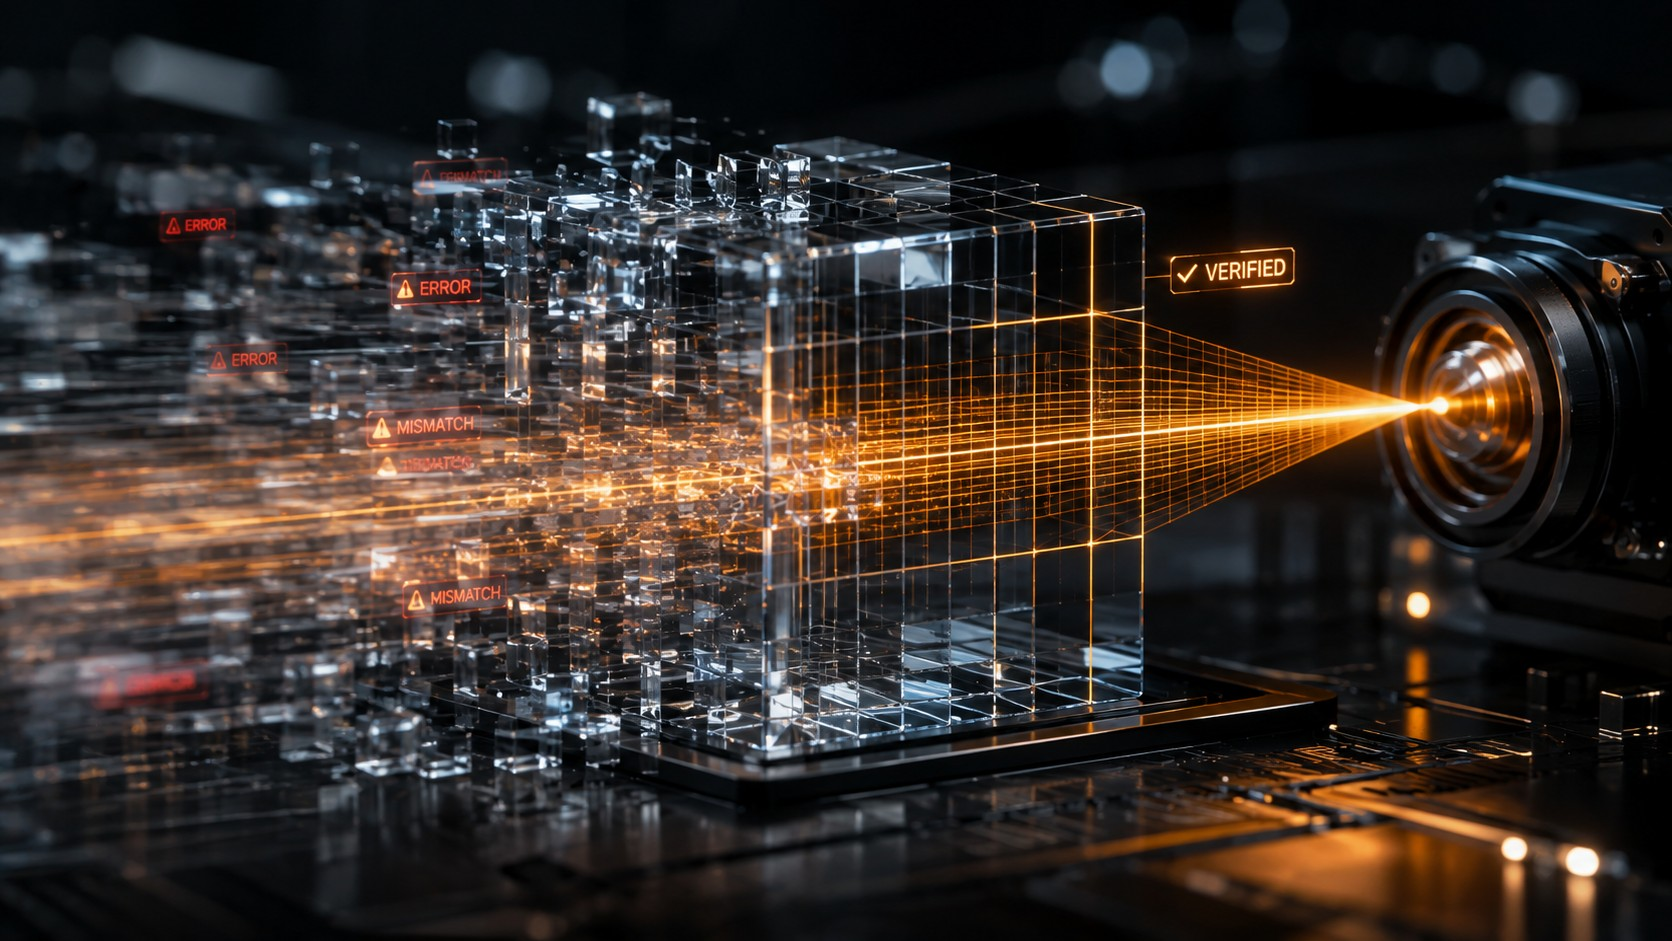 ERROR
✓ VERIFIED
⚠ ERROR
⚠ ERROR
⚠ MISMATCH
⚠ MISMATCH